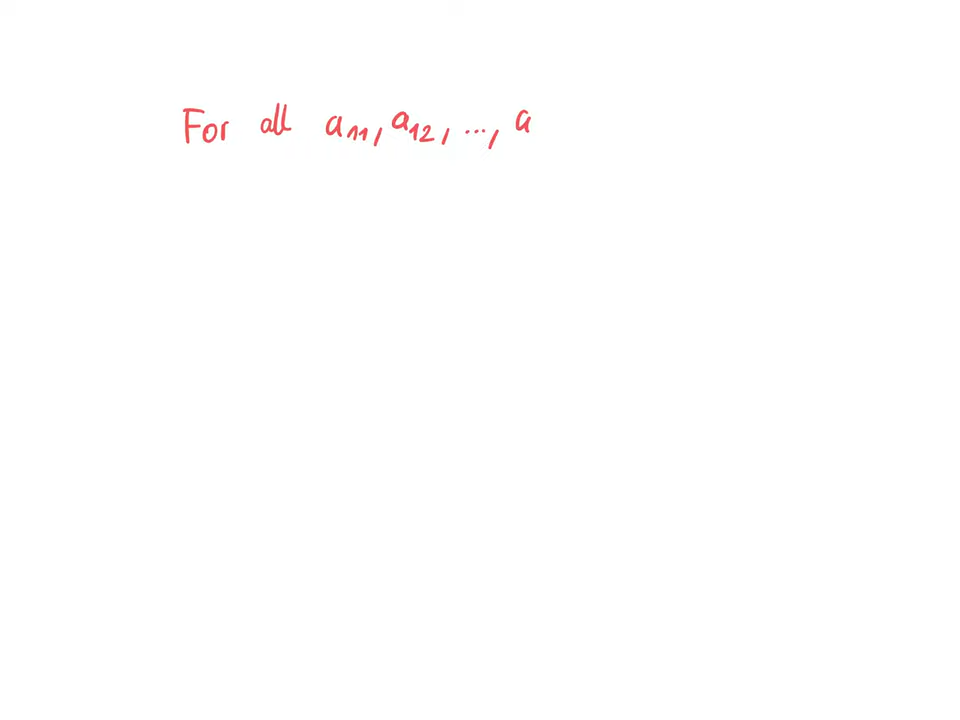 For all a₁₁, a₁₂, ..., a